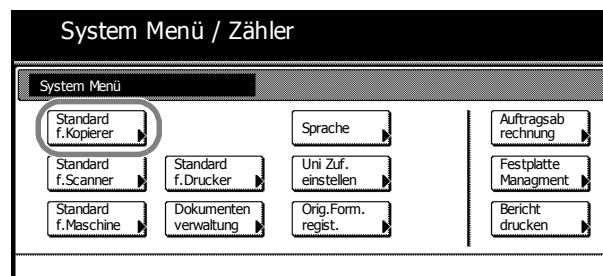 System Menü / Zähler
System Menü
Standard
f.Kopierer
Sprache
Auftragsab
rechnung
Standard
f.Scanner
Standard
f.Drucker
Uni Zuf.
einstellen
Festplatte
Managment
Standard
f.Maschine
Dokumenten
verwaltung
Orig.Form.
regist.
Bericht
drucken